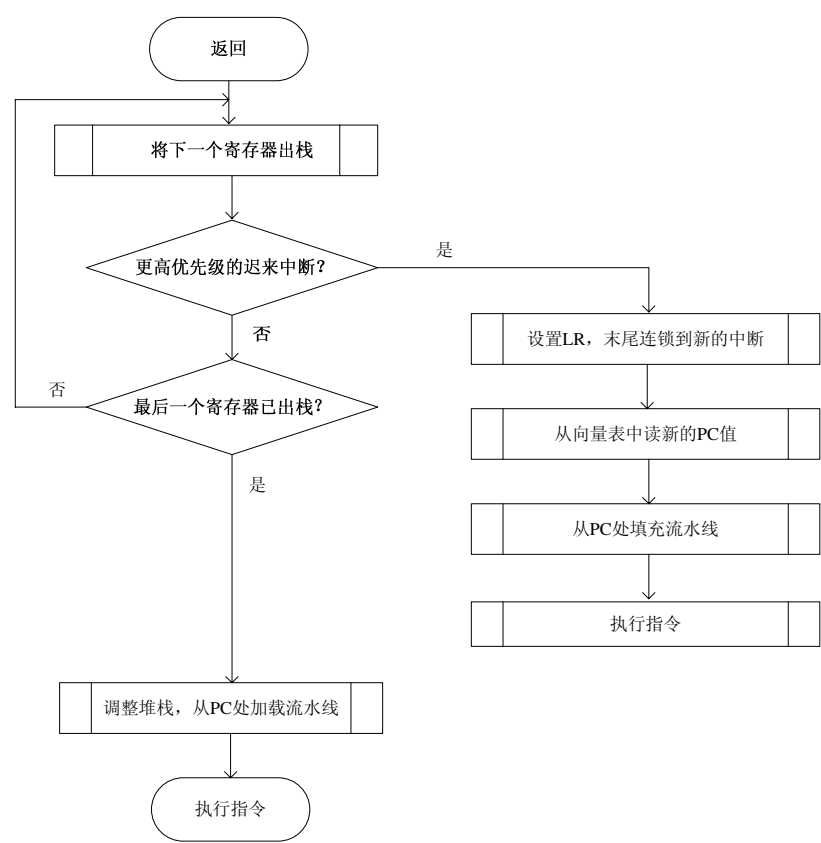 返回
将下一个寄存器出栈
更高优先级的迟来中断？
是
否
设置LR，末尾连锁到新的中断
否
最后一个寄存器已出栈？
从向量表中读新的PC值
是
从PC处填充流水线
执行指令
调整堆栈，从PC处加载流水线
执行指令